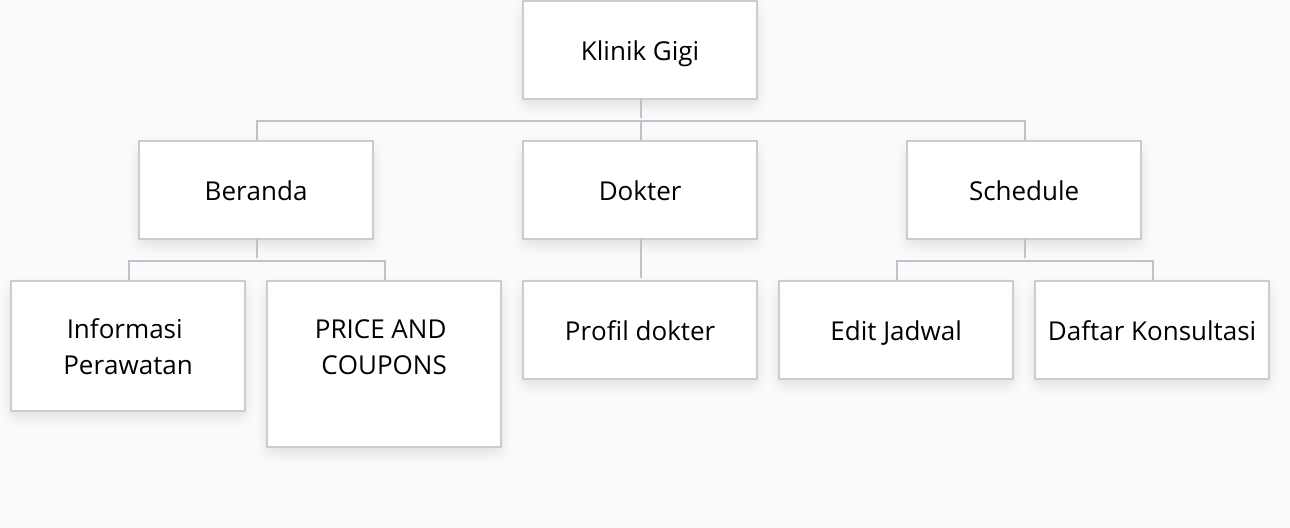 Klinik Gigi
Beranda
Dokter
Schedule
Informasi
Perawatan
PRICE AND
COUPONS
Profil dokter
Edit Jadwal
Daftar Konsultasi